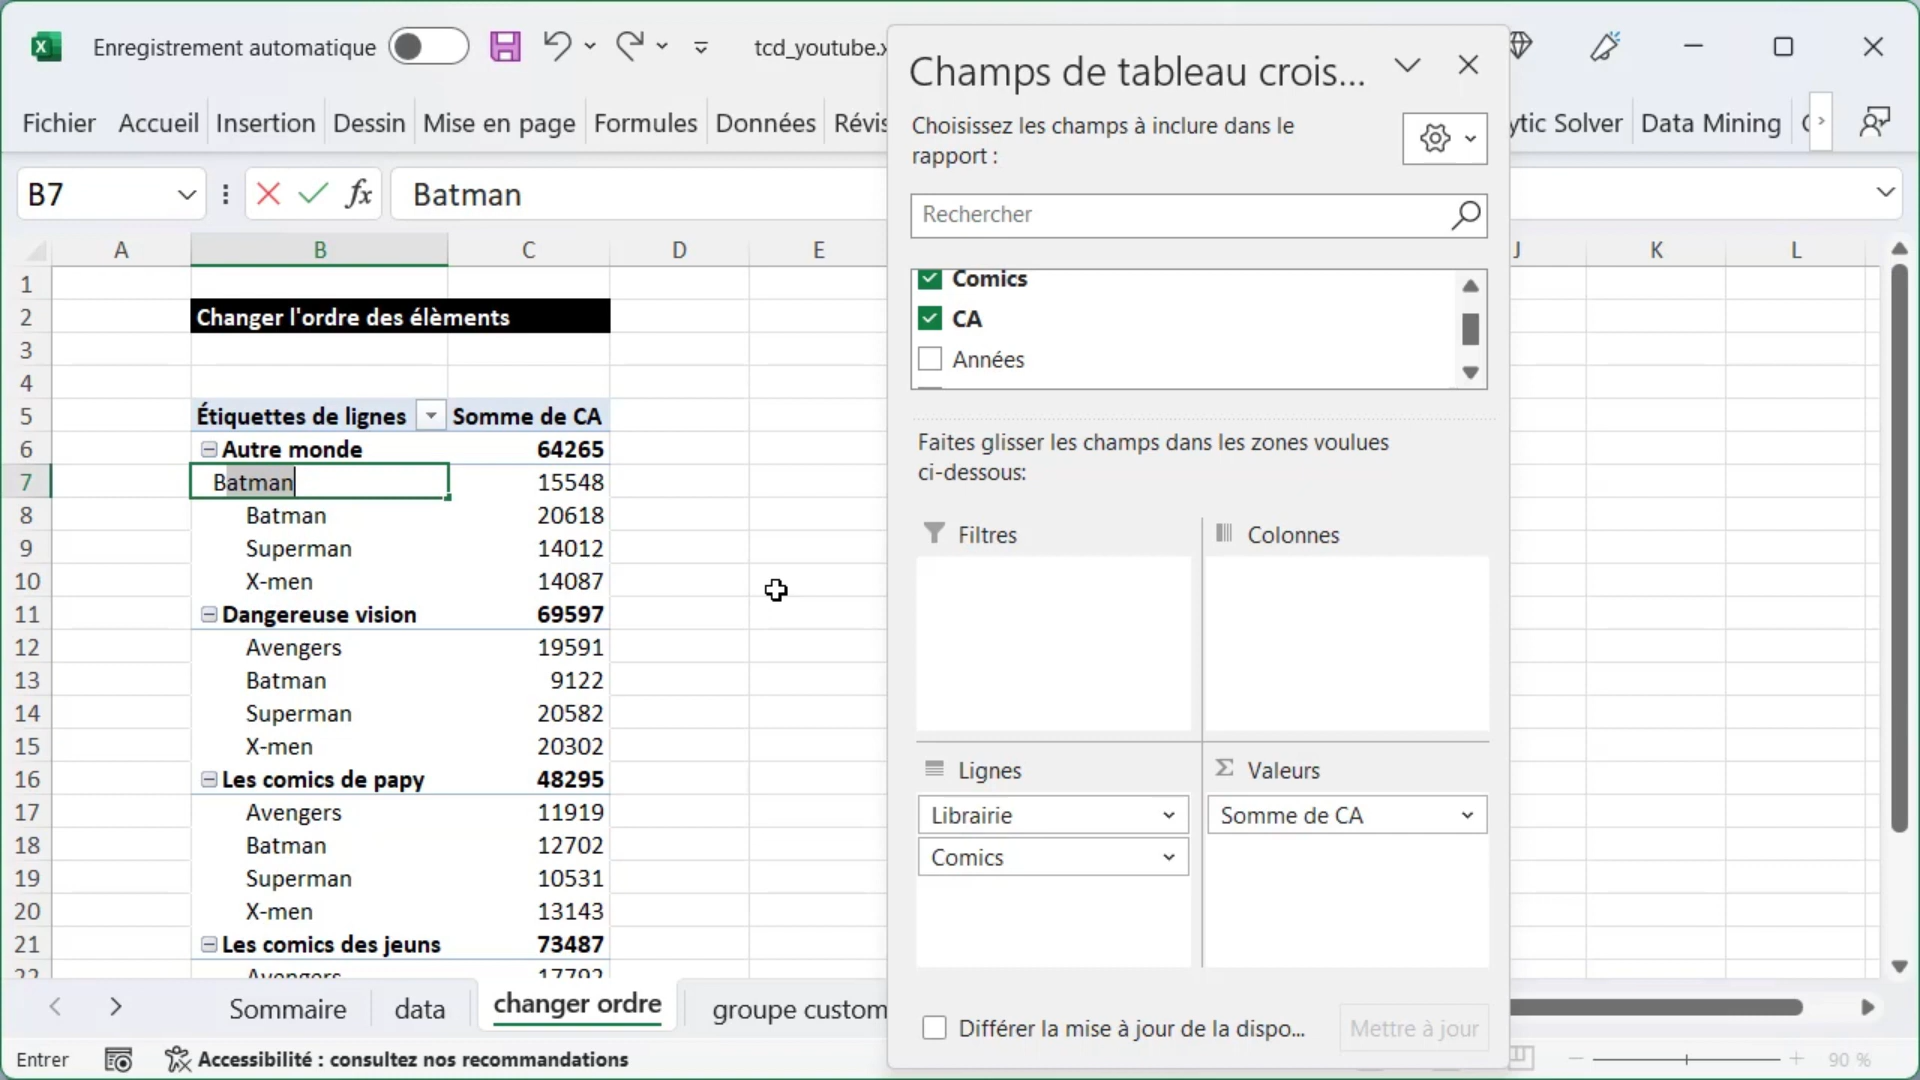 Enregistrement automatique
tcd_youtube.x
Fichier
Accueil
Insertion
Dessin
Mise en page
Formules
Données
Révis
ytic Solver
Data Mining
B7
fx
Batman
A
B
C
D
E
J
K
L
1
2
Changer l'ordre des élèments
3
4
5
Étiquettes de lignes
Somme de CA
6
Autre monde
64265
7
Batman
15548
8
Batman
20618
9
Superman
14012
10
X-men
14087
11
Dangereuse vision
69597
12
Avengers
19591
13
Batman
9122
14
Superman
20582
15
X-men
20302
16
Les comics de papy
48295
17
Avengers
11919
18
Batman
12702
19
Superman
10531
20
X-men
13143
21
Les comics des jeuns
73487
22
Avengers
17792
Champs de tableau crois...
Choisissez les champs à inclure dans le
rapport :
Rechercher
Comics
CA
Années
Faites glisser les champs dans les zones voulues
ci-dessous:
Filtres
Colonnes
Lignes
Librairie
Comics
Valeurs
Somme de CA
Différer la mise à jour de la dispo...
Mettre à jour
Sommaire
data
changer ordre
groupe custom
Entrer
Accessibilité : consultez nos recommandations
90 %